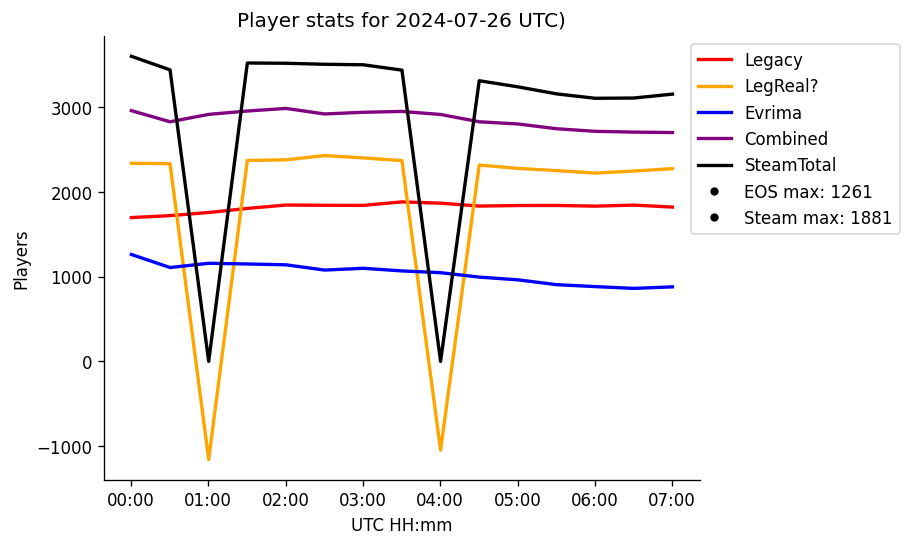 Player stats for 2024-07-26 UTC)
Legacy
LegReal?
Evrima
Combined
SteamTotal
EOS max: 1261
Steam max: 1881
Players
3000
2000
1000
0
−1000
00:00 01:00 02:00 03:00 04:00 05:00 06:00 07:00
UTC HH:mm